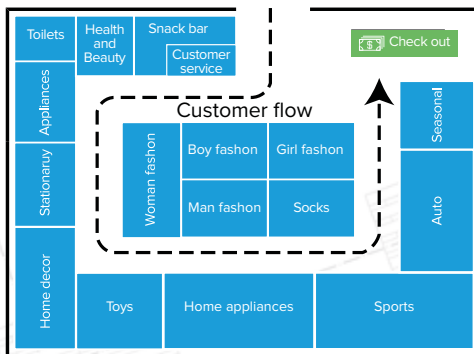 Toilets
Health
and
Beauty
Snack bar
Customer
service
Check out
Appliances
Customer flow
Seasonal
Stationaruy
Woman fashon
Boy fashon
Girl fashon
Man fashon
Socks
Auto
Home decor
Toys
Home appliances
Sports